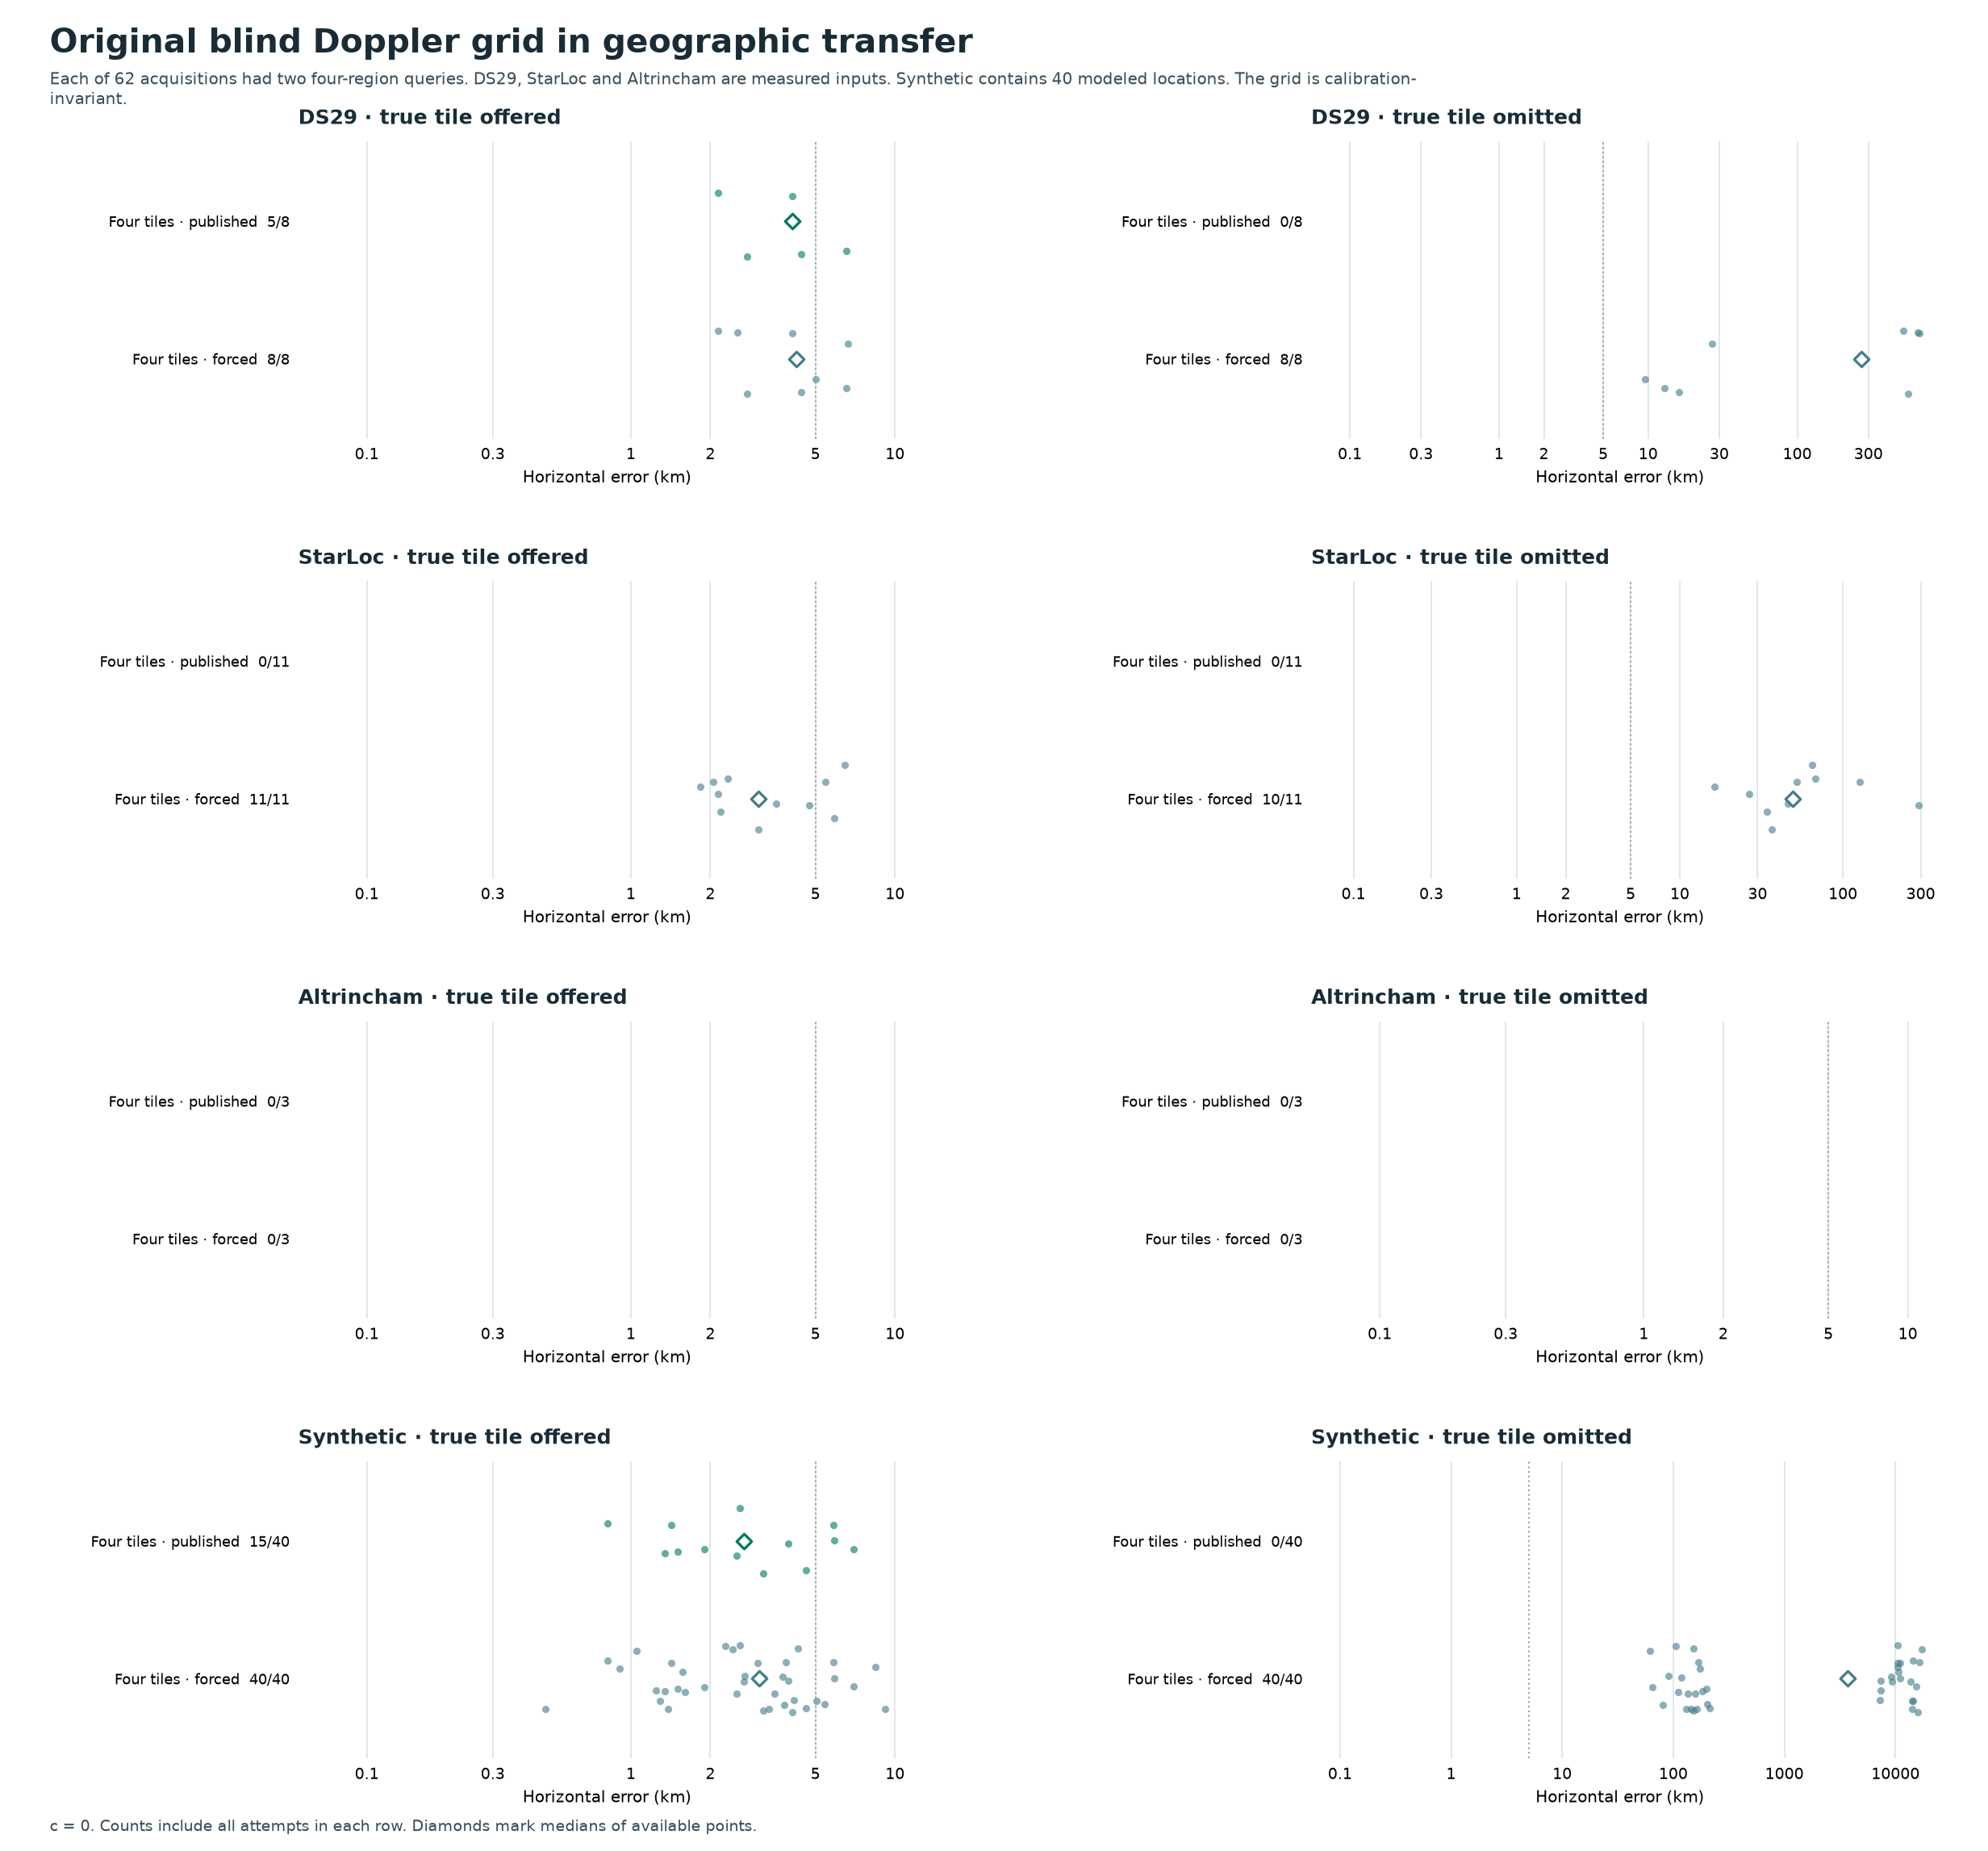 Original blind Doppler grid in geographic transfer
Each of 62 acquisitions had two four-region queries. DS29, StarLoc and Altrincham are measured inputs. Synthetic contains 40 modeled locations. The grid is calibration-
invariant.
DS29 · true tile offered
Four tiles · published 5/8
Four tiles · forced 8/8
0.1 0.3 1 2 5 10
Horizontal error (km)
DS29 · true tile omitted
Four tiles · published 0/8
Four tiles · forced 8/8
0.1 0.3 1 2 5 10 30 100 300
Horizontal error (km)
StarLoc · true tile offered
Four tiles · published 0/11
Four tiles · forced 11/11
0.1 0.3 1 2 5 10
Horizontal error (km)
StarLoc · true tile omitted
Four tiles · published 0/11
Four tiles · forced 10/11
0.1 0.3 1 2 5 10 30 100 300
Horizontal error (km)
Altrincham · true tile offered
Four tiles · published 0/3
Four tiles · forced 0/3
0.1 0.3 1 2 5 10
Horizontal error (km)
Altrincham · true tile omitted
Four tiles · published 0/3
Four tiles · forced 0/3
0.1 0.3 1 2 5 10
Horizontal error (km)
Synthetic · true tile offered
Four tiles · published 15/40
Four tiles · forced 40/40
0.1 0.3 1 2 5 10
Horizontal error (km)
Synthetic · true tile omitted
Four tiles · published 0/40
Four tiles · forced 40/40
0.1 1 10 100 1000 10000
Horizontal error (km)
c = 0. Counts include all attempts in each row. Diamonds mark medians of available points.